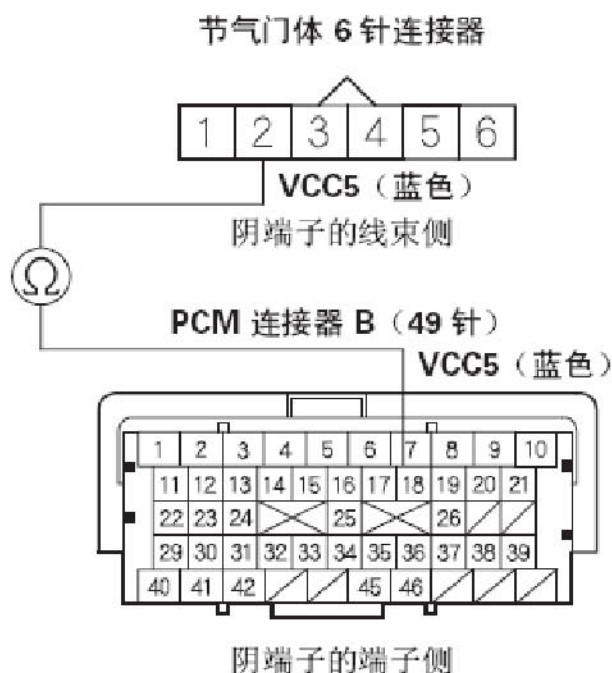 节气门体 6 针连接器
1 2 3 4 5 6
VCC5（蓝色）
阴端子的线束侧
Ω
PCM 连接器 B（49 针）
VCC5（蓝色）
1 2 3 4 5 6 7 8 9 10
11 12 13 14 15 16 17 18 19 20 21
22 23 24 25 26
29 30 31 32 33 34 35 36 37 38 39
40 41 42 45 46
阴端子的端子侧